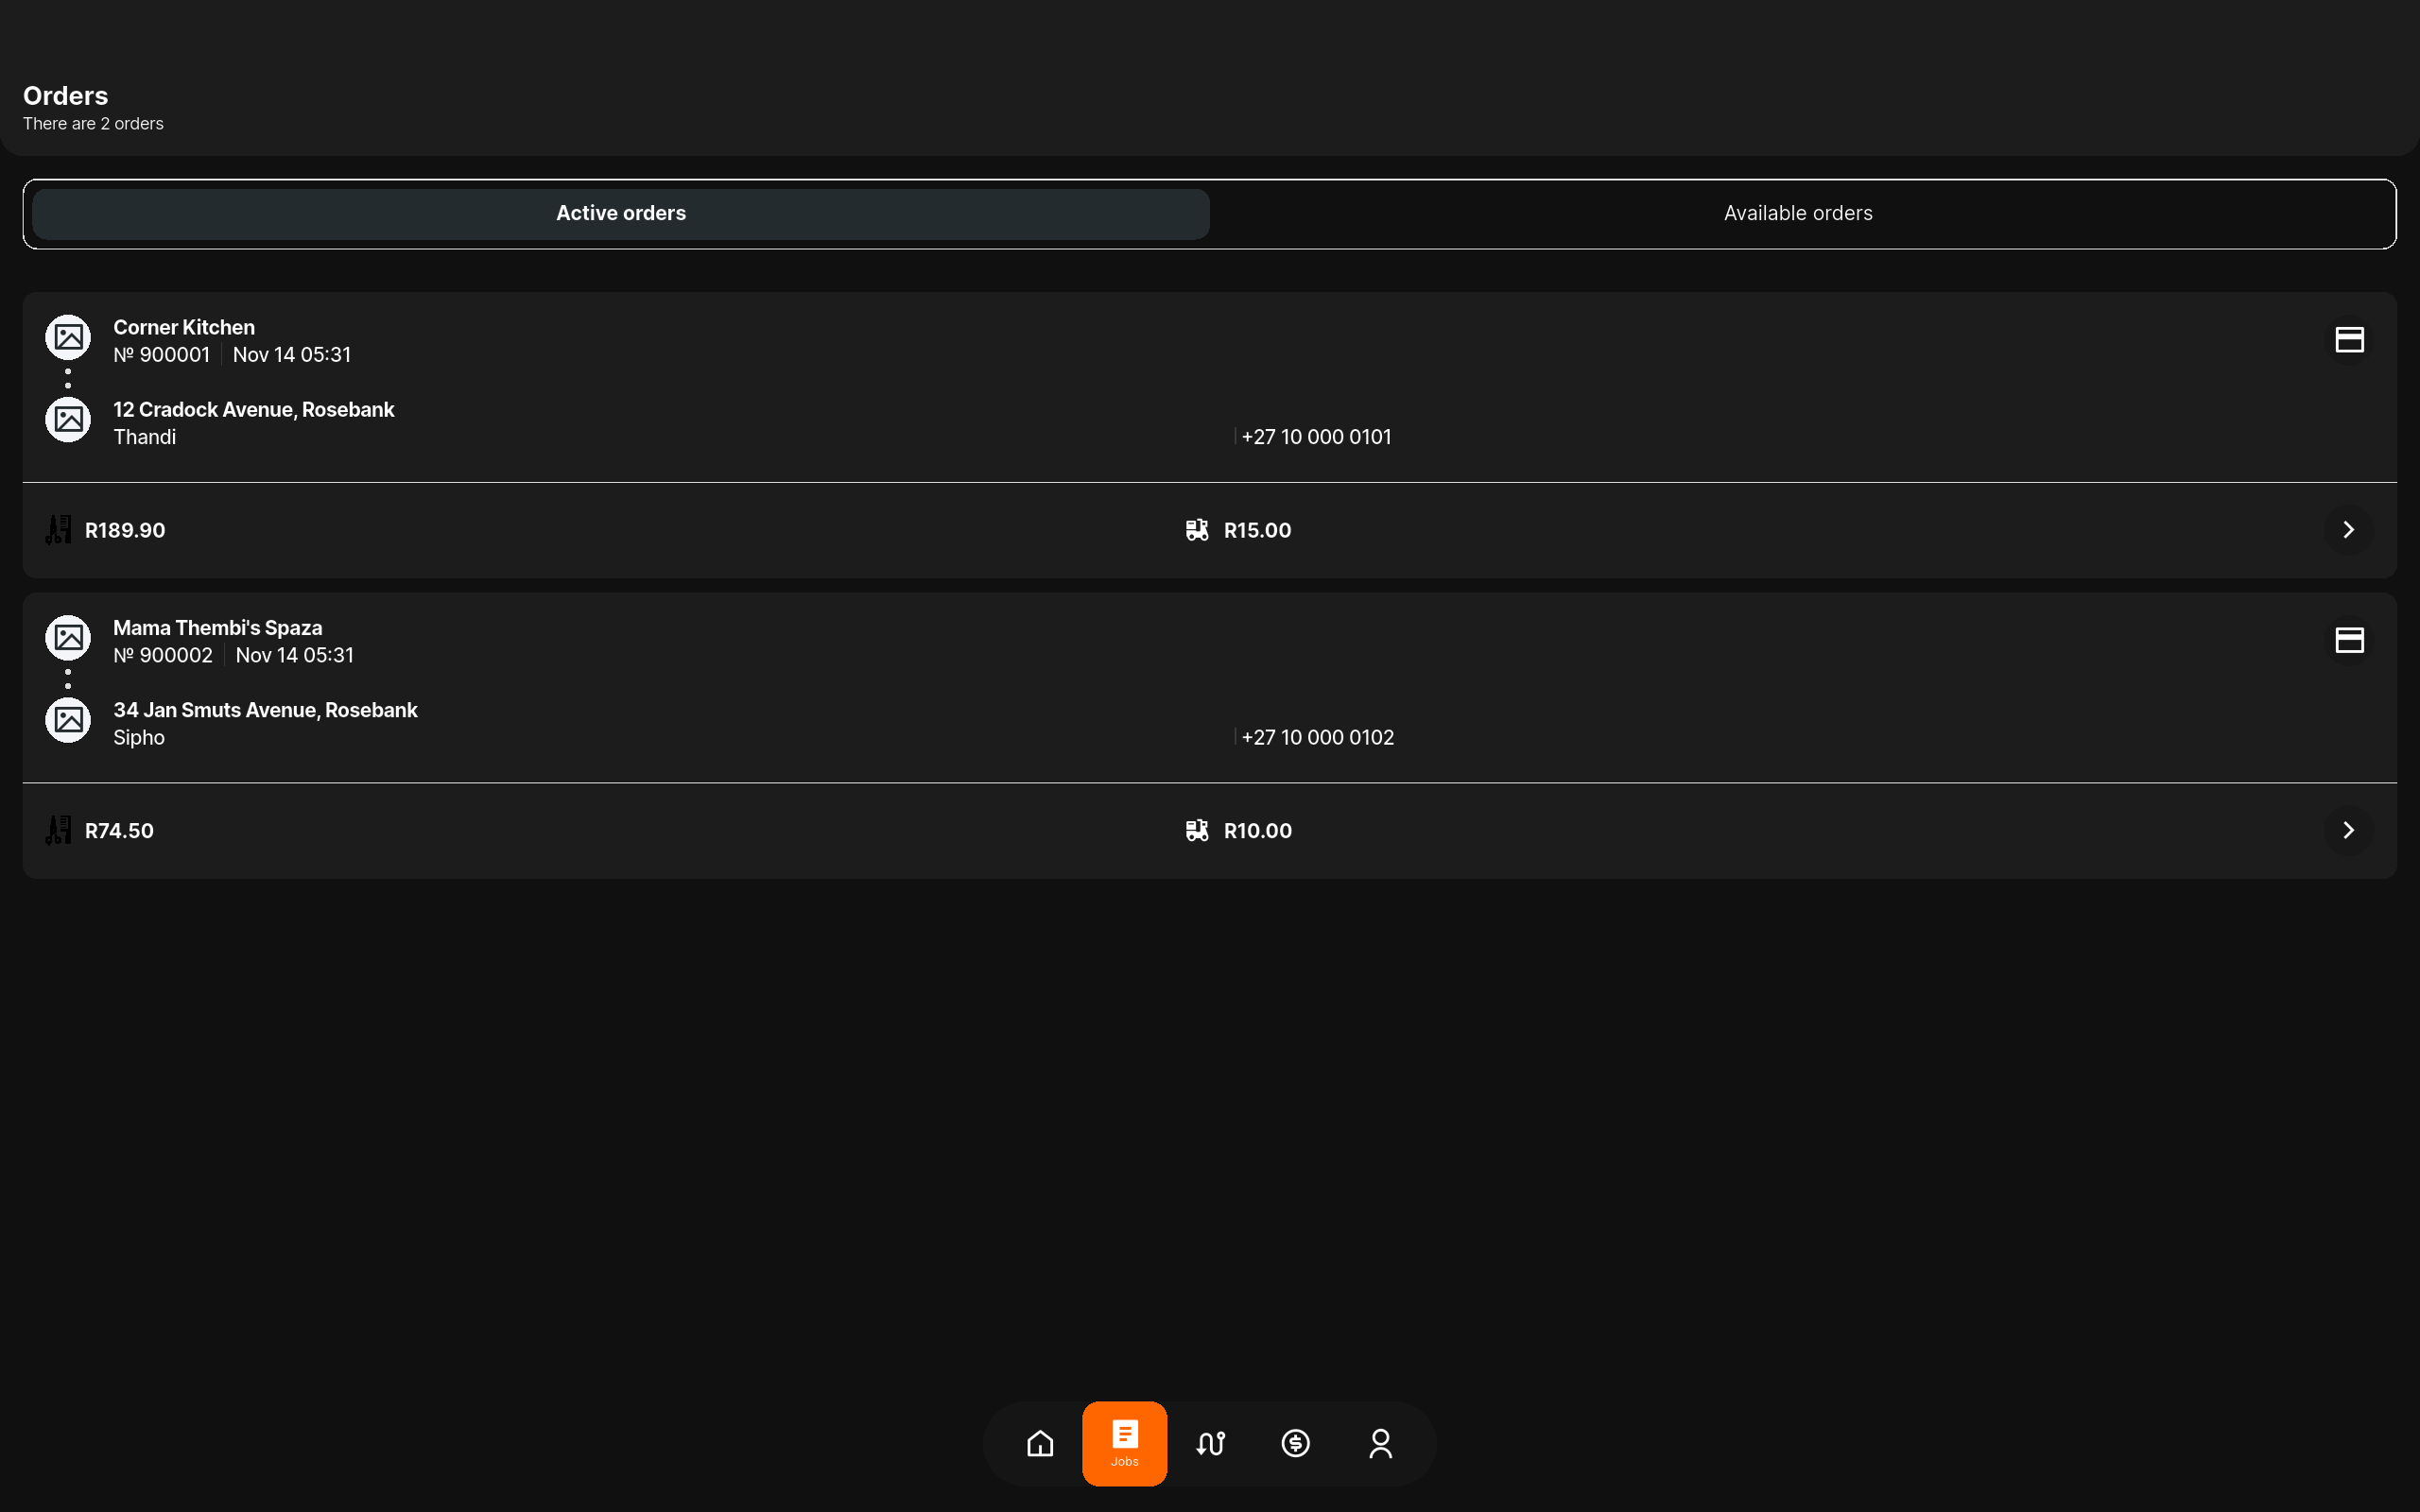 Orders
There are 2 orders
Active orders
Available orders
Corner Kitchen
№ 900001 Nov 14 05:31
12 Cradock Avenue, Rosebank
Thandi +27 10 000 0101
R189.90 R15.00
Mama Thembi's Spaza
№ 900002 Nov 14 05:31
34 Jan Smuts Avenue, Rosebank
Sipho +27 10 000 0102
R74.50 R10.00
Jobs